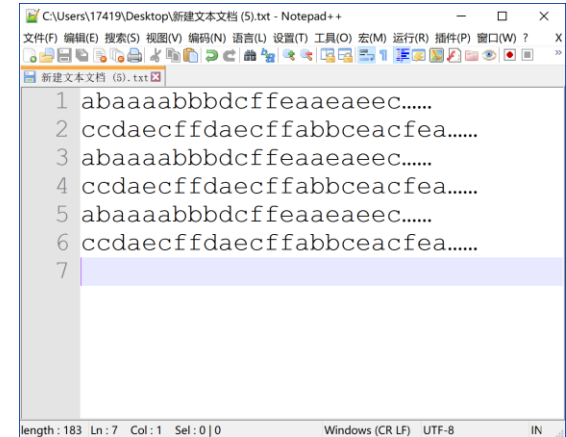 C:\Users\17419\Desktop\新建文本文档 (5).txt - Notepad++
文件(F) 编辑(E) 搜索(S) 视图(V) 编码(N) 语言(L) 设置(T) 工具(O) 宏(M) 运行(R) 插件(P) 窗口(W) ? X
新建文本文档 (5).txt
1 abaaaabbbdcffeaaeaeec......
2 ccdaecffdaecffabbceacfea......
3 abaaaabbbdcffeaaeaeec......
4 ccdaecffdaecffabbceacfea......
5 abaaaabbbdcffeaaeaeec......
6 ccdaecffdaecffabbceacfea......
7
length : 183 Ln : 7 Col : 1 Sel : 0 | 0 Windows (CR LF) UTF-8 IN